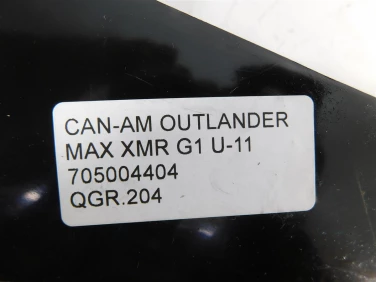 CAN-AM OUTLANDER
MAX XMR G1 U-11
705004404
QGR.204